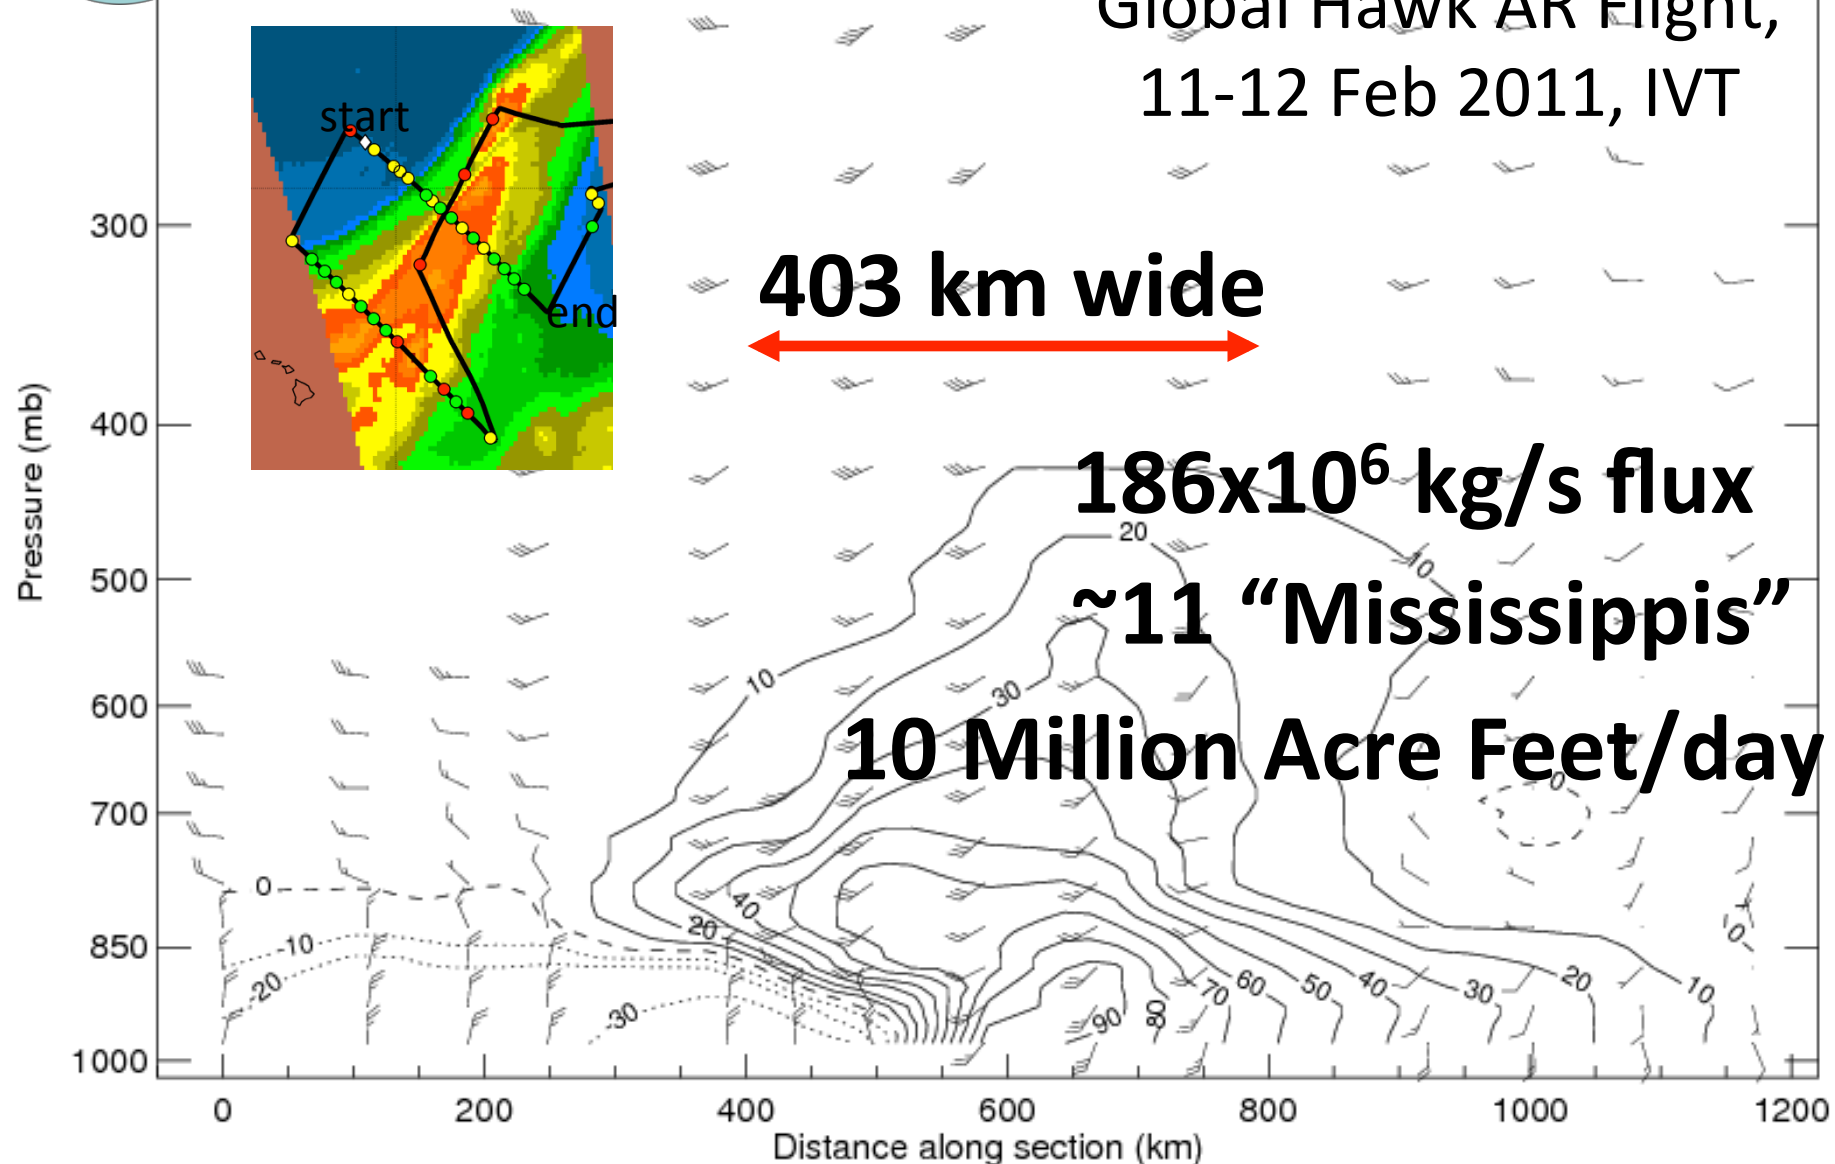 Global Hawk AR Flight,
11-12 Feb 2011, IVT
start
end
403 km wide
186x10⁶ kg/s flux
~11 “Mississippis”
10 Million Acre Feet/day
Pressure (mb)
300
400
500
600
700
850
1000
20
10
10
30
0
0
40
20
-10
-20
-30
0
90
80
70
60
50
40
30
20
10
0 200 400 600 800 1000 1200
Distance along section (km)